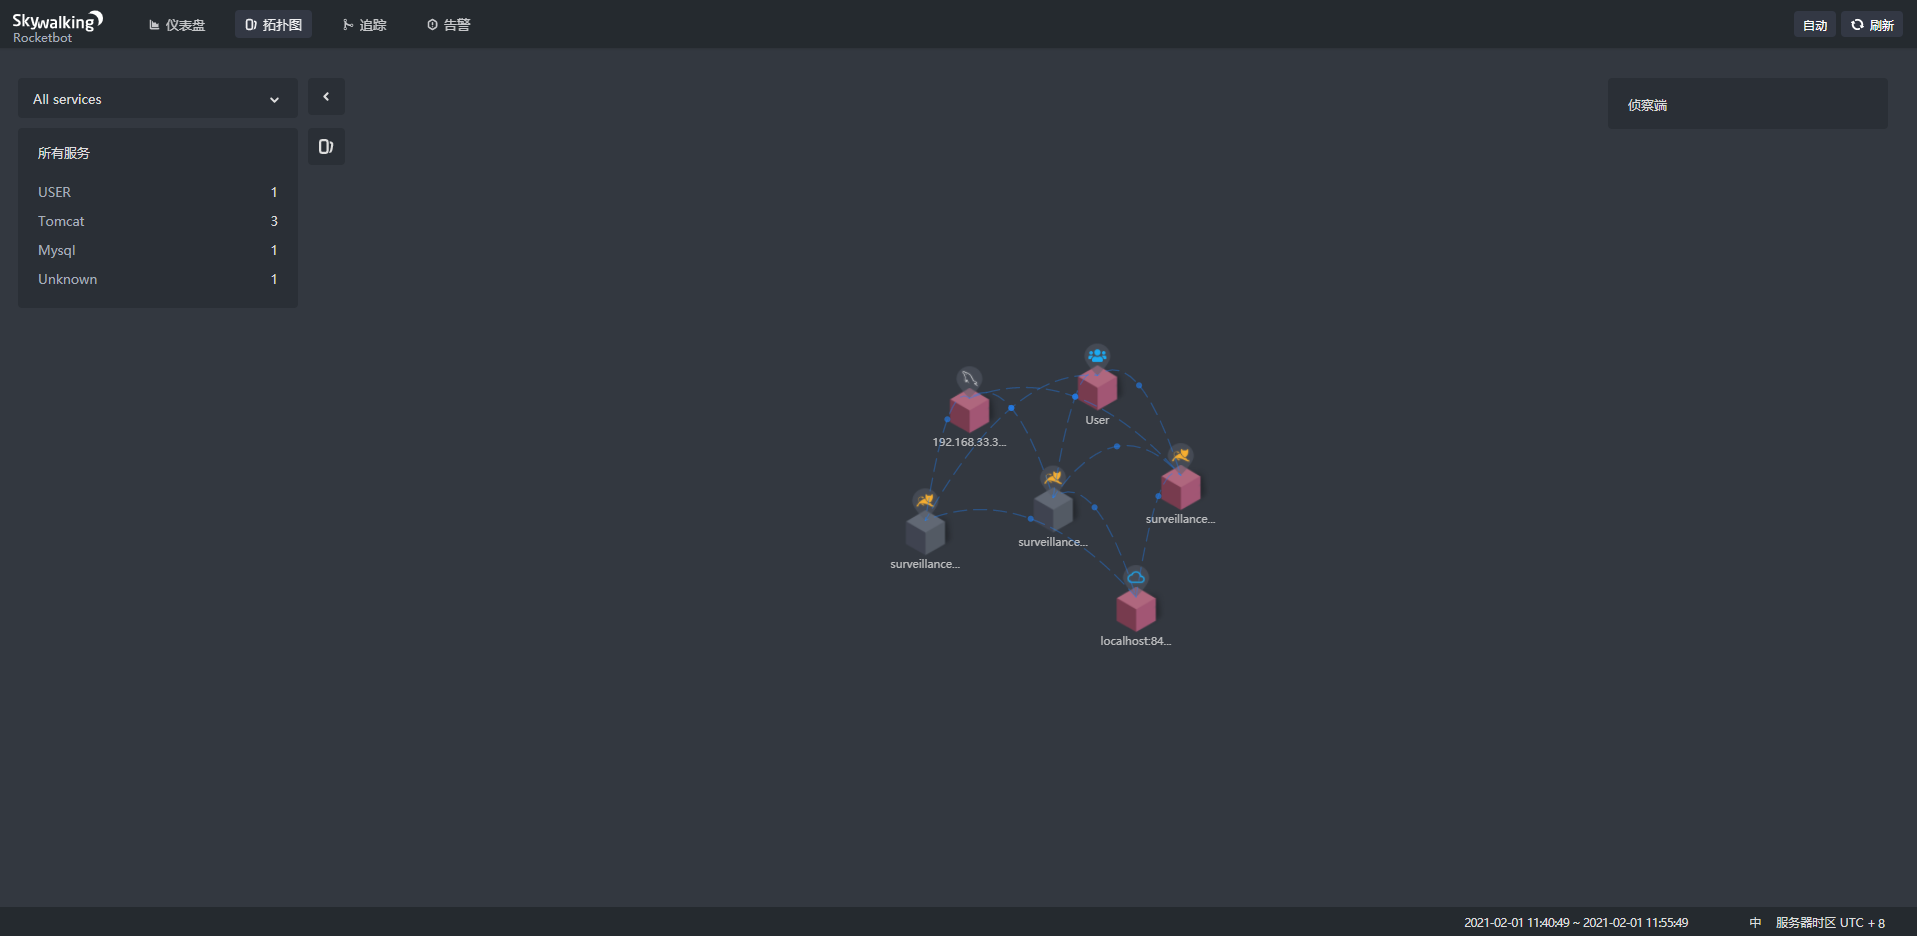 Skywalking
Rocketbot
仪表盘
拓扑图
追踪
告警
自动
刷新
All services
所有服务
USER 1
Tomcat 3
Mysql 1
Unknown 1
侦察端
User
192.168.33.3...
surveillance...
surveillance...
surveillance...
localhost:84...
2021-02-01 11:40:49 ~ 2021-02-01 11:55:49
中
服务器时区 UTC + 8